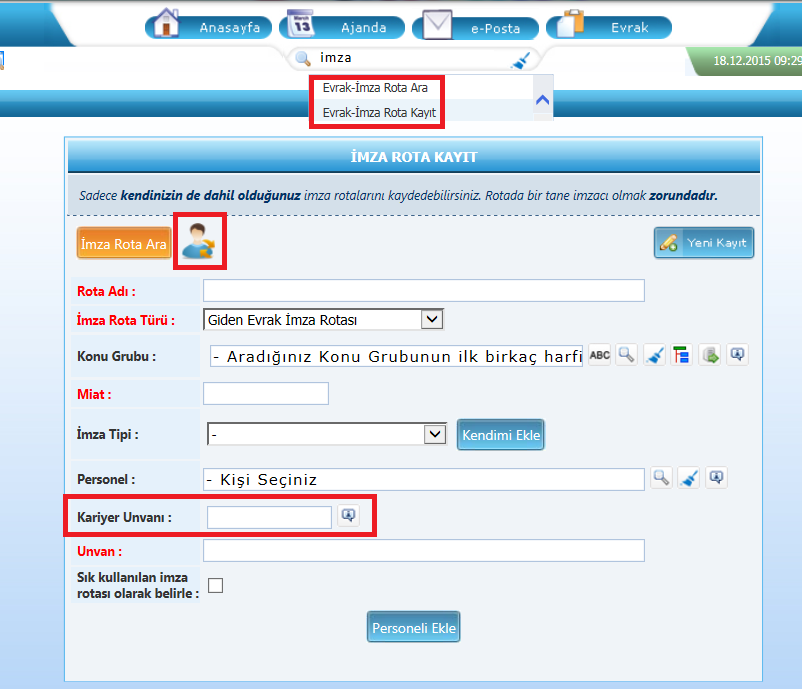 Anasayfa Ajanda e-Posta Evrak
imza
18.12.2015 09:29
Evrak-İmza Rota Ara
Evrak-İmza Rota Kayıt
İMZA ROTA KAYIT
Sadece kendinizin de dahil olduğunuz imza rotalarını kaydedebilirsiniz. Rotada bir tane imzacı olmak zorundadır.
İmza Rota Ara Yeni Kayıt
Rota Adı :
İmza Rota Türü : Giden Evrak İmza Rotası
Konu Grubu : - Aradığınız Konu Grubunun ilk birkaç harfi ABC
Miat :
İmza Tipi : - Kendimi Ekle
Personel : - Kişi Seçiniz
Kariyer Unvanı :
Unvan :
Sık kullanılan imza
rotası olarak belirle :
Personeli Ekle